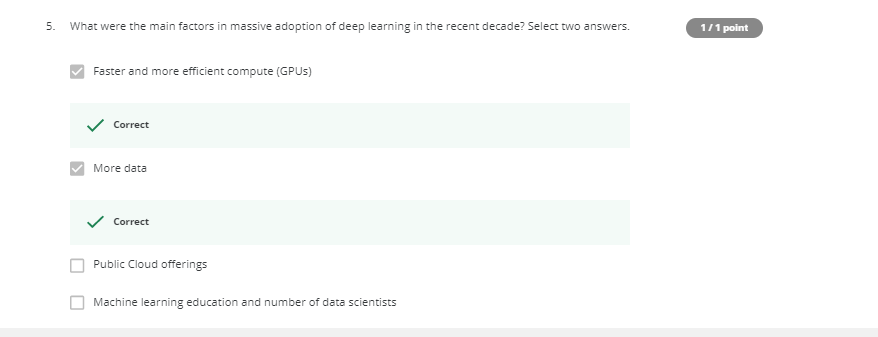 5. What were the main factors in massive adoption of deep learning in the recent decade? Select two answers. 1 / 1 point
Faster and more efficient compute (GPUs)
Correct
More data
Correct
Public Cloud offerings
Machine learning education and number of data scientists